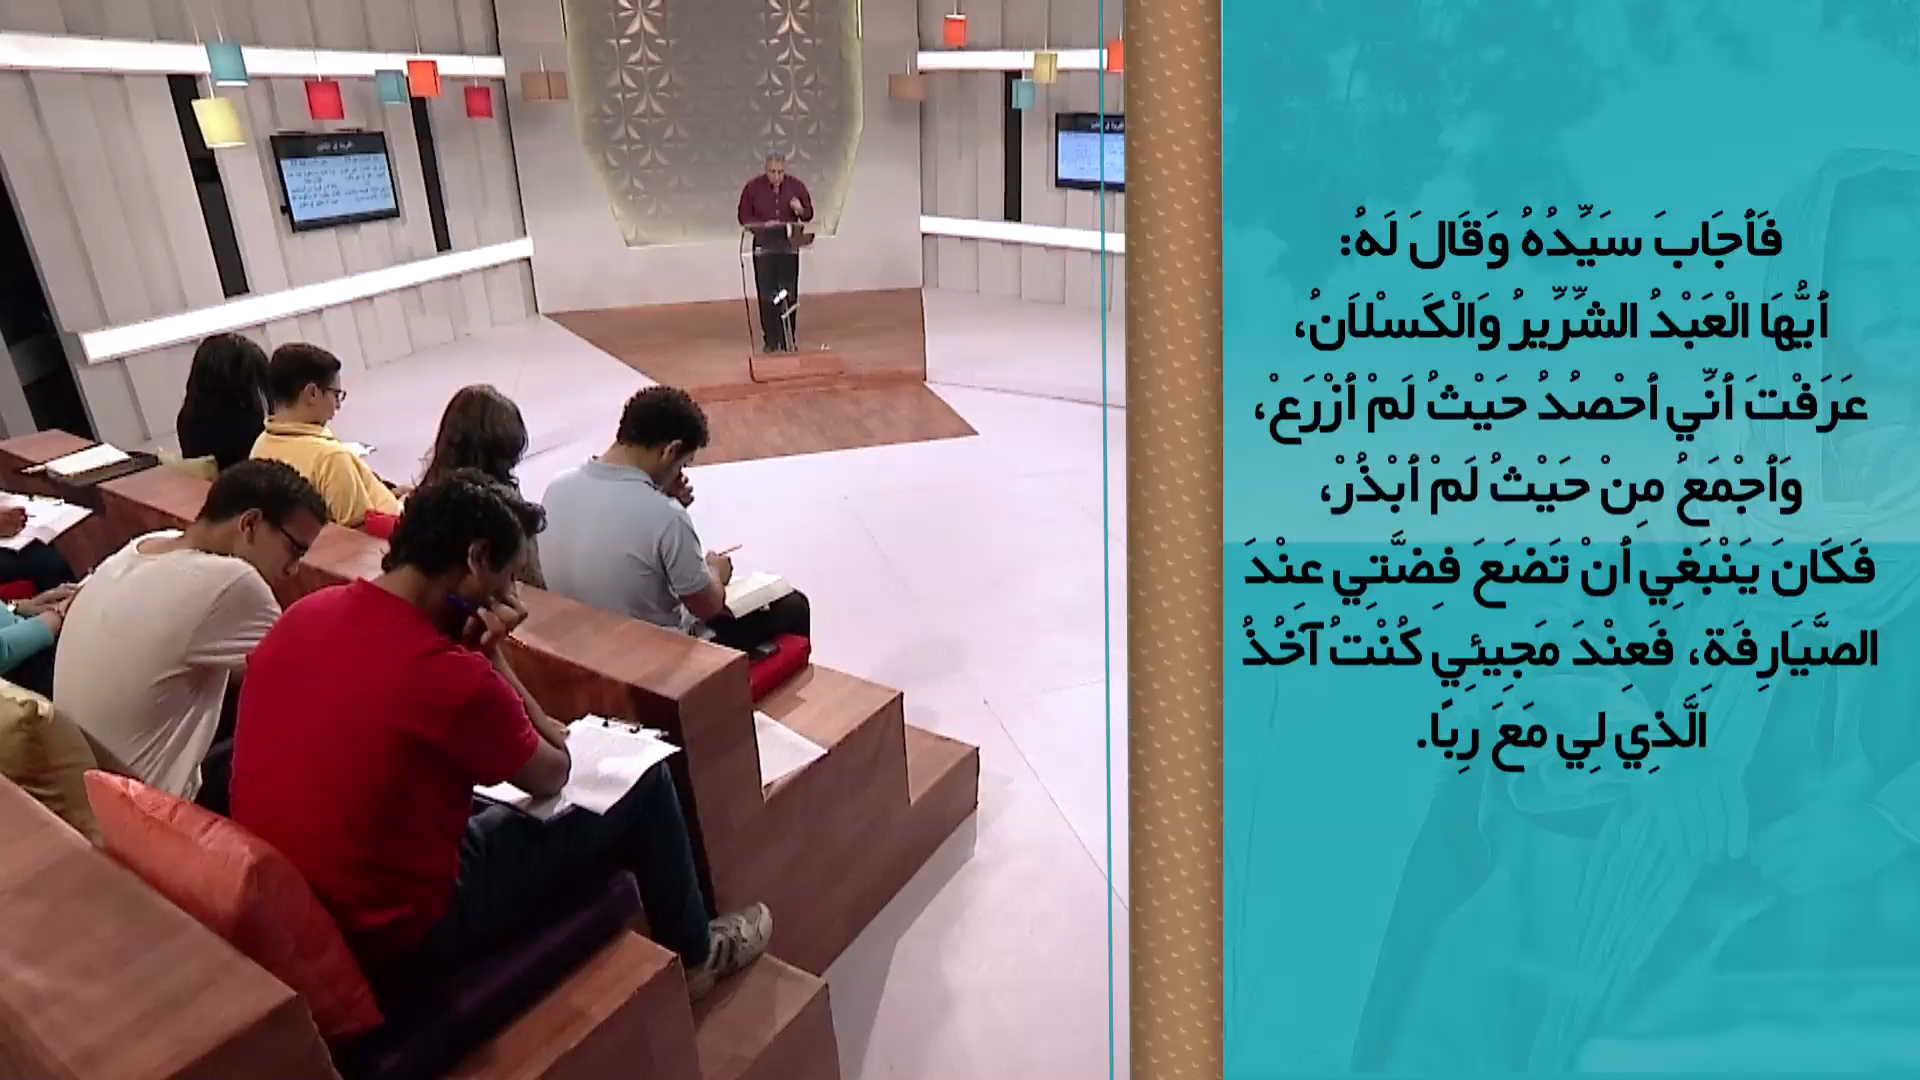 فَأَجَابَ سَيِّدُهُ وَقَالَ لَهُ:
أَيُّهَا الْعَبْدُ الشِّرِّيرُ وَالْكَسْلاَنُ،
عَرَفْتَ أَنِّي أَحْصُدُ حَيْثُ لَمْ أَزْرَعْ،
وَأَجْمَعُ مِنْ حَيْثُ لَمْ أَبْذُرْ،
فَكَانَ يَنْبَغِي أَنْ تَضَعَ فِضَّتِي عِنْدَ
الصَّيَارِفَةِ، فَعِنْدَ مَجِيئِي كُنْتُ آخُذُ
الَّذِي لِي مَعَ رِبًا.